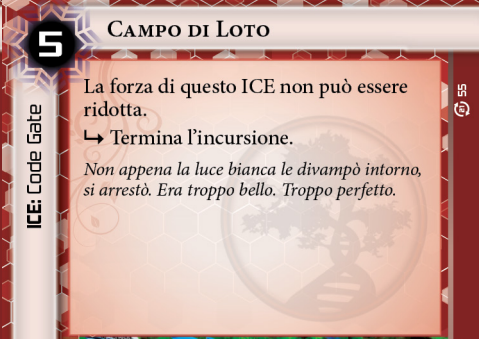 5
CAMPO DI LOTO
La forza di questo ICE non può essere
ridotta.
↳ Termina l'incursione.
Non appena la luce bianca le divampò intorno,
si arrestò. Era troppo bello. Troppo perfetto.
ICE: Code Gate
55